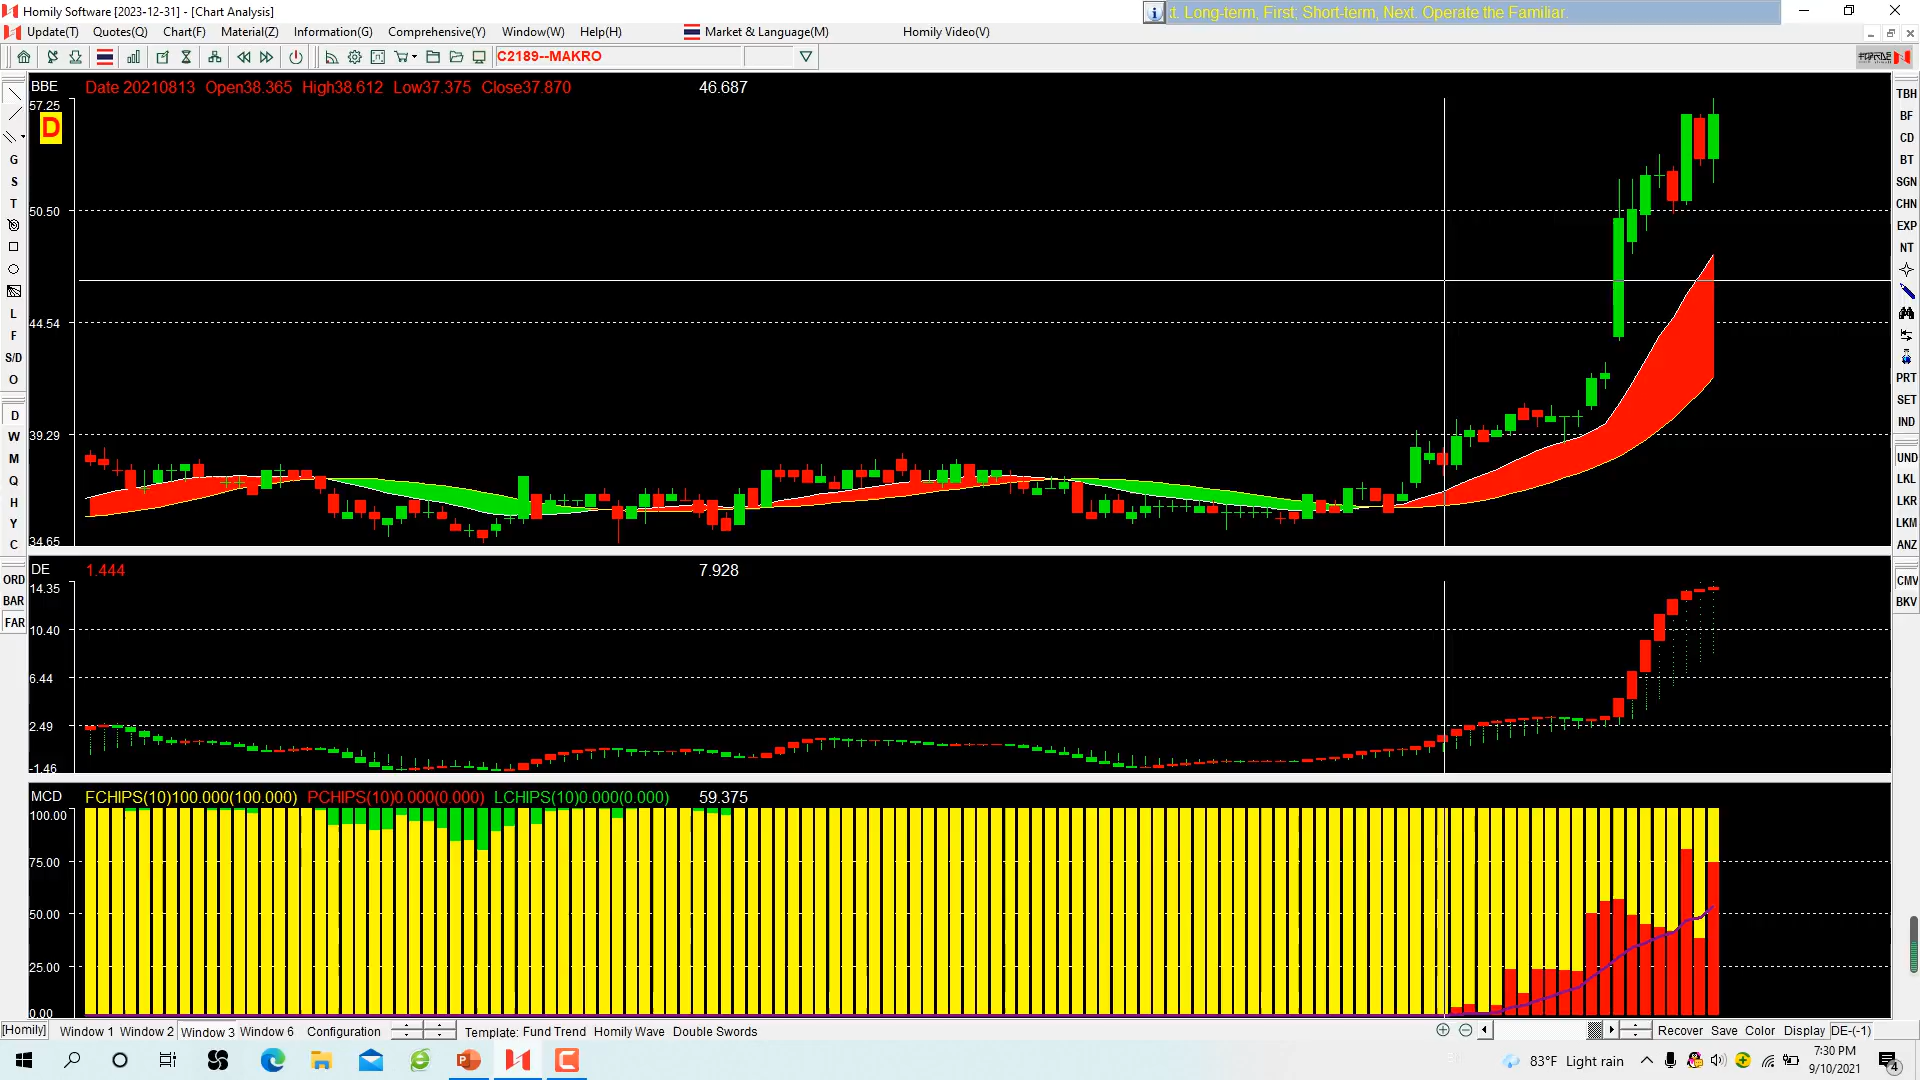 Homily Software [2023-12-31] - [Chart Analysis]
t. Long-term, First; Short-term, Next. Operate the Familiar.
Update(T) Quotes(Q) Chart(F) Material(Z) Information(G) Comprehensive(Y) Window(W) Help(H) Market & Language(M) Homily Video(V)
C2189--MAKRO
BBE Date 20210813 Open38.365 High38.612 Low37.375 Close37.870 46.687
57.25
D
50.50
44.54
39.29
34.65
DE 1.444 7.928
14.35
10.40
6.44
2.49
-1.46
MCD FCHIPS(10)100.000(100.000) PCHIPS(10)0.000(0.000) LCHIPS(10)0.000(0.000) 59.375
100.00
75.00
50.00
25.00
0.00
G
S
T
L
F
S/D
O
D
W
M
Q
H
Y
C
ORD
BAR
FAR
TBH
BF
CD
BT
SGN
CHN
EXP
NT
PRT
SET
IND
UND
LKL
LKR
LKM
ANZ
CMV
BKV
[Homily] Window 1 Window 2 Window 3 Window 6 Configuration Template: Fund Trend Homily Wave Double Swords Recover Save Color Display DE-(-1)
83°F Light rain
7:30 PM
9/10/2021
4